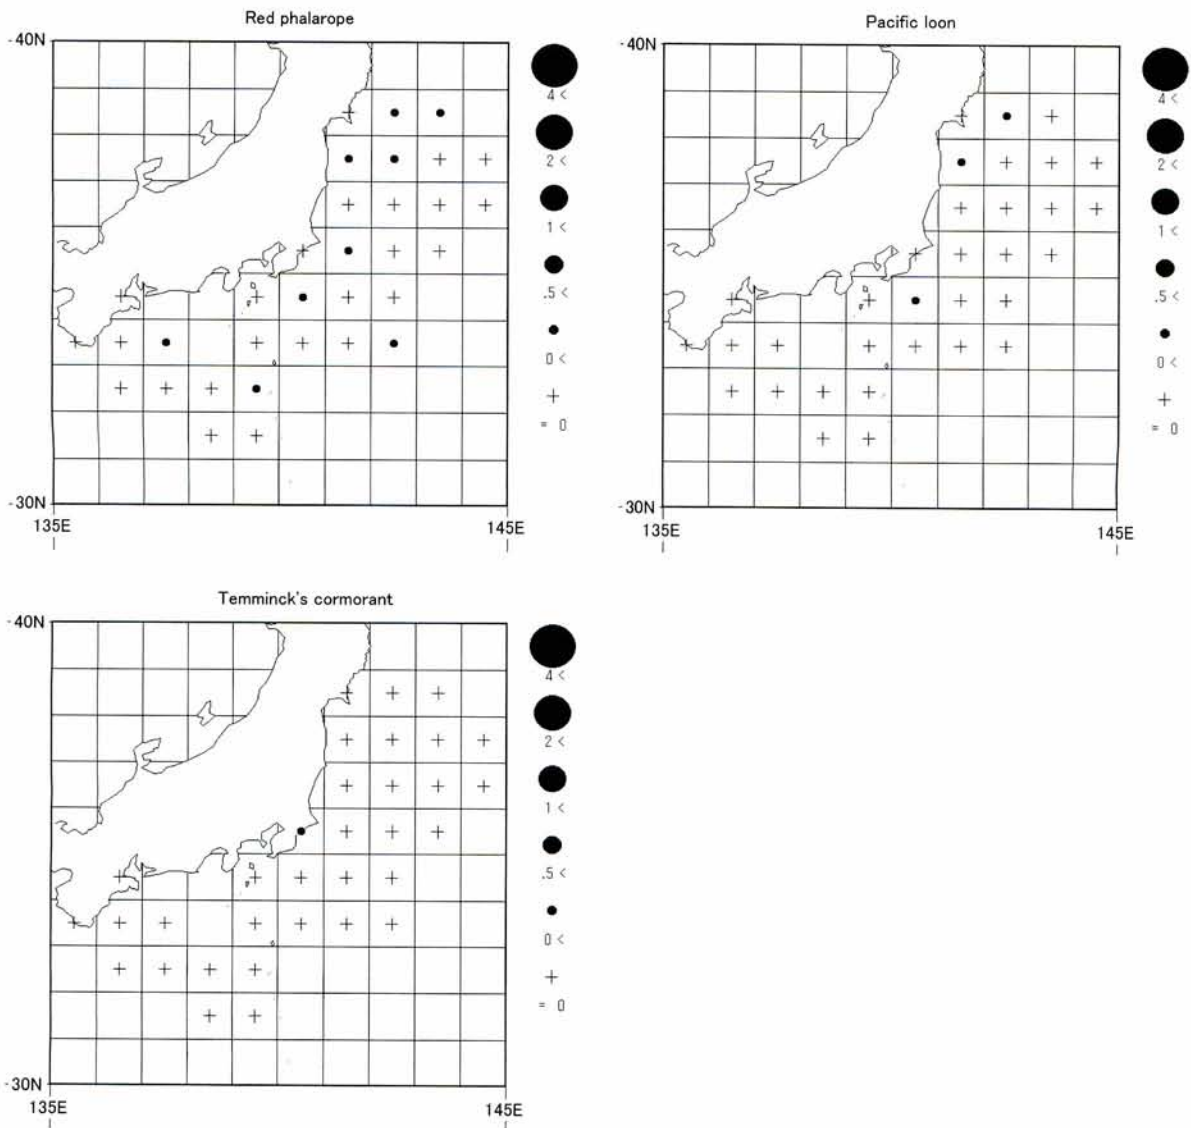 Red phalarope
-40N
4 <
2 <
1 <
.5 <
0 <
+
= 0
-30N
135E
145E
Pacific loon
-40N
4 <
2 <
1 <
.5 <
0 <
+
= 0
-30N
135E
145E
Temminck's cormorant
-40N
4 <
2 <
1 <
.5 <
0 <
+
= 0
-30N
135E
145E